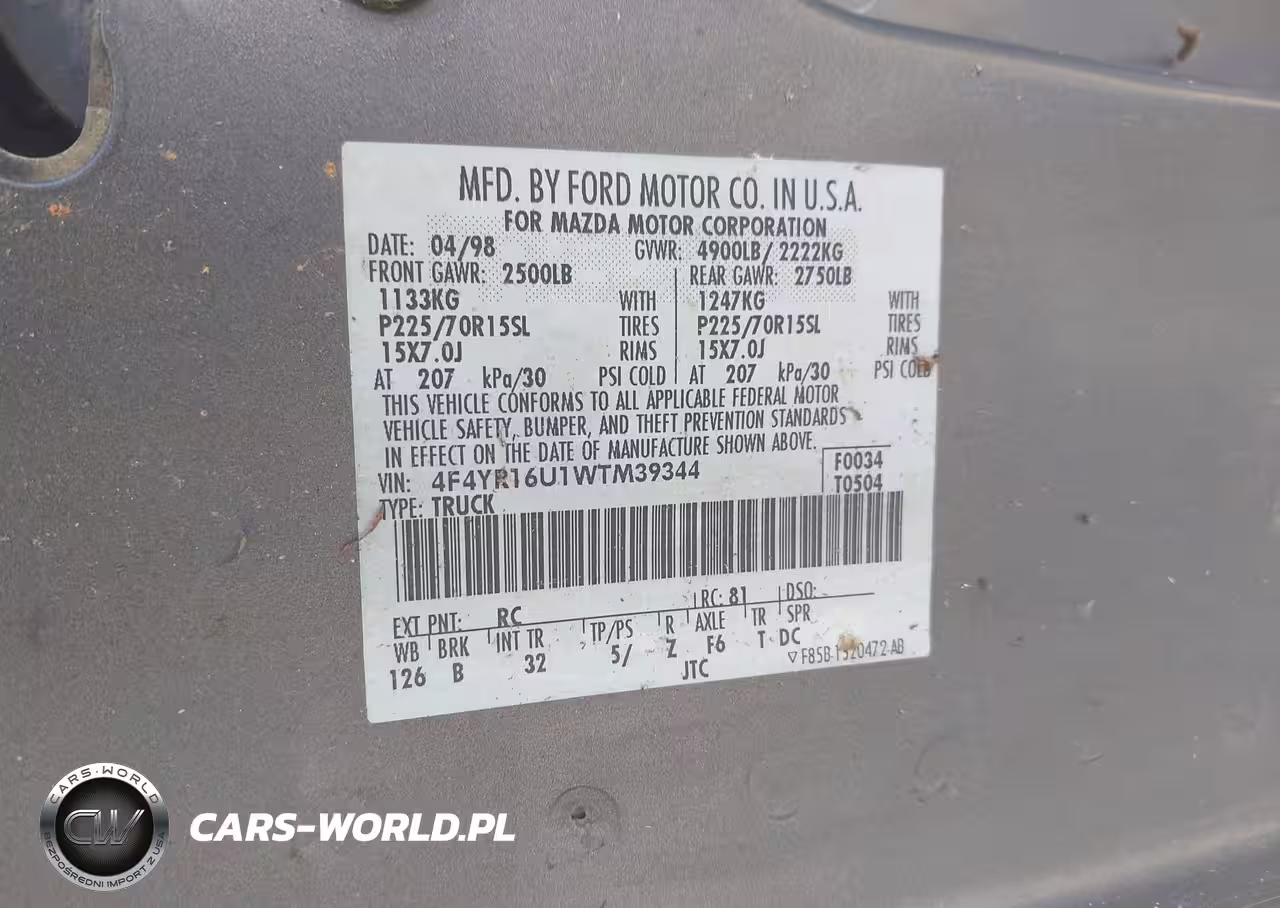 MFD. BY FORD MOTOR CO. IN U.S.A.
FOR MAZDA MOTOR CORPORATION
DATE: 04/98 GVWR: 4900LB/ 2222KG
FRONT GAWR: 2500LB REAR GAWR: 2750LB
1133KG WITH 1247KG WITH
P225/70R15SL TIRES P225/70R15SL TIRES
15X7.0J RIMS 15X7.0J RIMS
AT 207 kPa/30 PSI COLD AT 207 kPa/30 PSI COLD
THIS VEHICLE CONFORMS TO ALL APPLICABLE FEDERAL MOTOR
VEHICLE SAFETY, BUMPER, AND THEFT PREVENTION STANDARDS
IN EFFECT ON THE DATE OF MANUFACTURE SHOWN ABOVE.
VIN: 4F4YR16U1WTM39344 F0034
TYPE: TRUCK T0504
EXT PNT: RC RC: 81 DSO:
WB BRK INT TR TP/PS R AXLE TR SPR
126 B 32 5/ Z F6 T DC
JTC ▽F85B-1520472-AB
CARS-WORLD
CW
BEZPOŚREDNI IMPORT Z USA
CARS-WORLD.PL